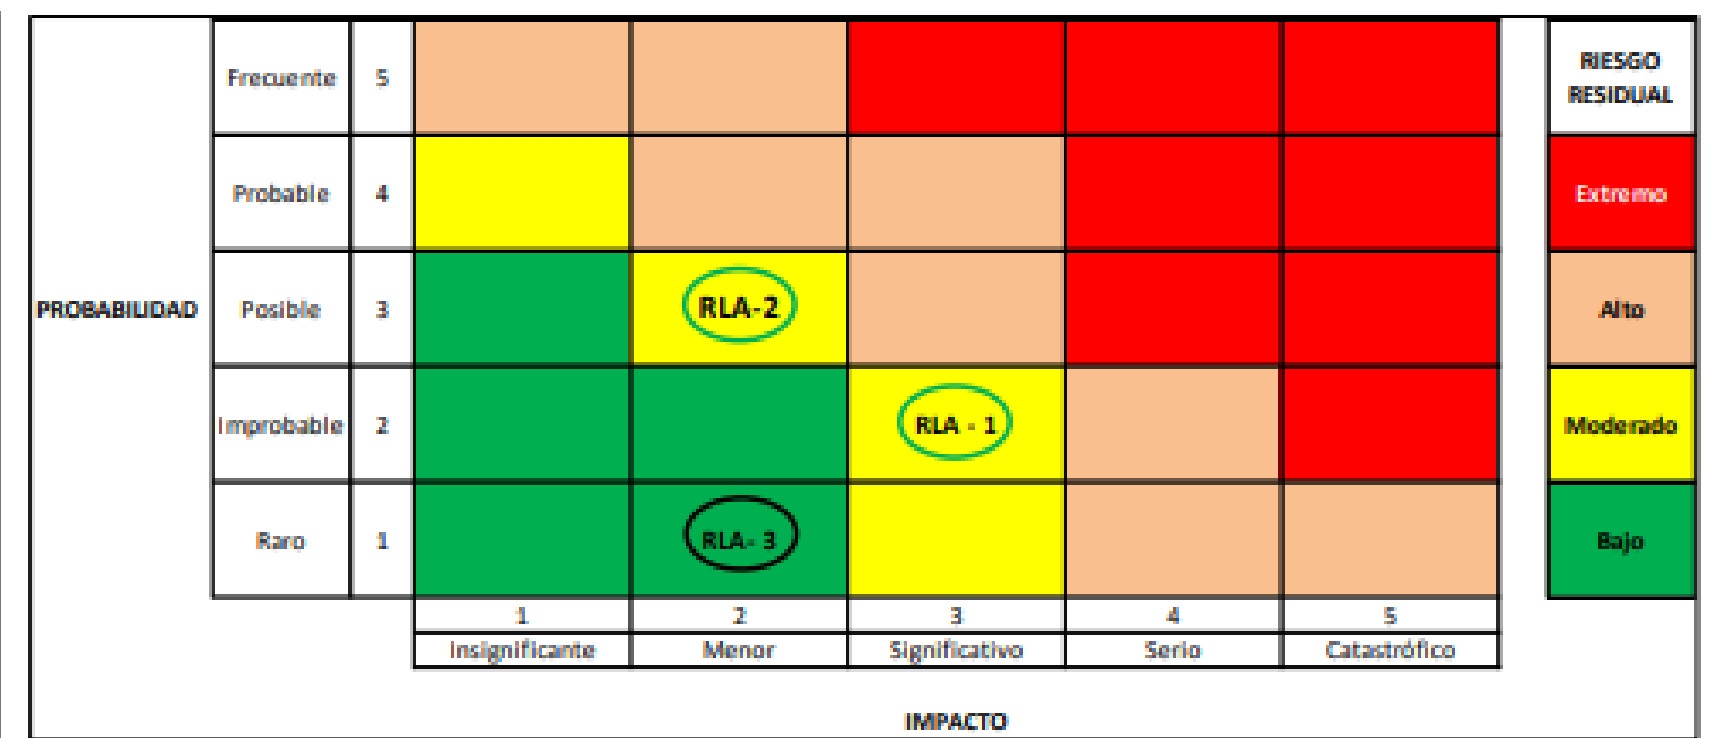 Frecuente 5
RIESGO
RESIDUAL
Probable 4
Extremo
PROBABILIDAD
Posible 3
RLA-2
Alto
Improbable 2
RLA - 1
Moderado
Raro 1
RLA- 3
Bajo
1 2 3 4 5
Insignificante Menor Significativo Serio Catastrófico
IMPACTO